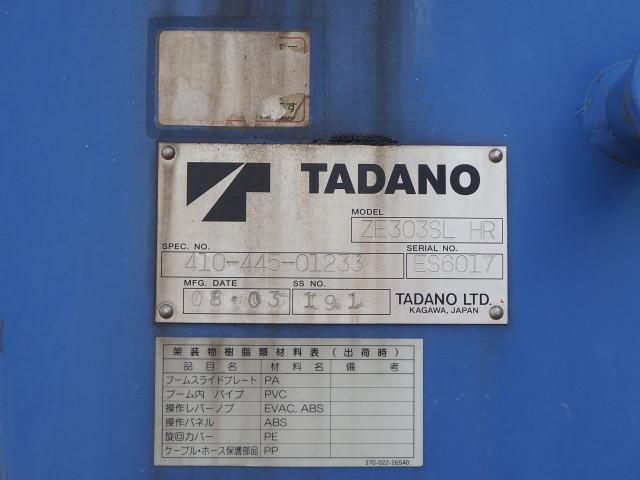 TADANO
MODEL
ZE303SL HR
SPEC. NO.
410-445-01233
SERIAL NO.
ES6017
MFG. DATE
08・03
SS NO.
191
TADANO LTD.
KAGAWA, JAPAN
架装物樹脂類材料表(出荷時)
品目名 材料名 備考
ブームスライドプレート PA
ブーム内 パイプ PVC
操作レバーノブ EVAC, ABS
操作パネル ABS
旋回カバー PE
ケーブル・ホース保護部品 PP
370-022-26540